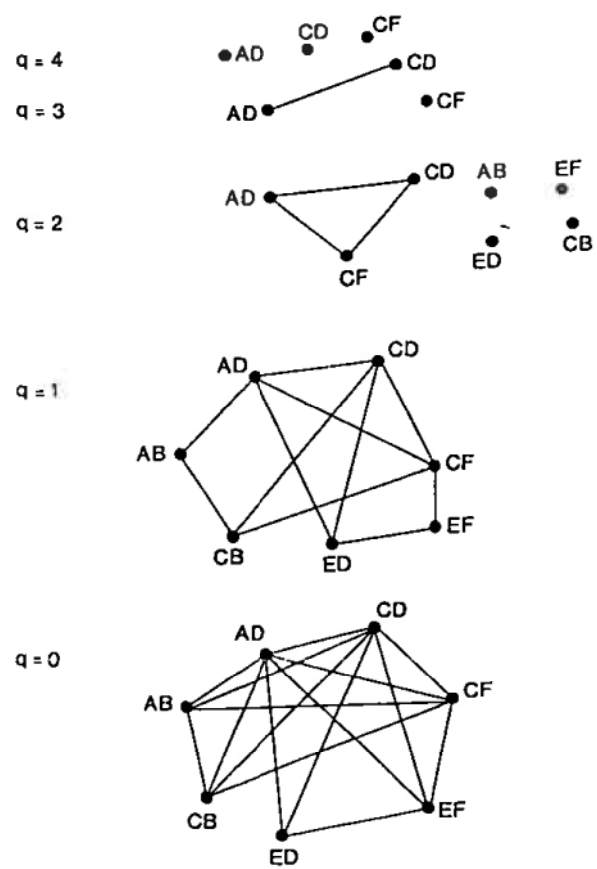 CF
CD
q = 4 AD
CD
q = 3 AD CF
CD AB EF
AD
q = 2 ED CB
CF
CD
AD
q = 1
AB CF
EF
CB ED
CD
AD
q = 0
AB CF
CB EF
ED